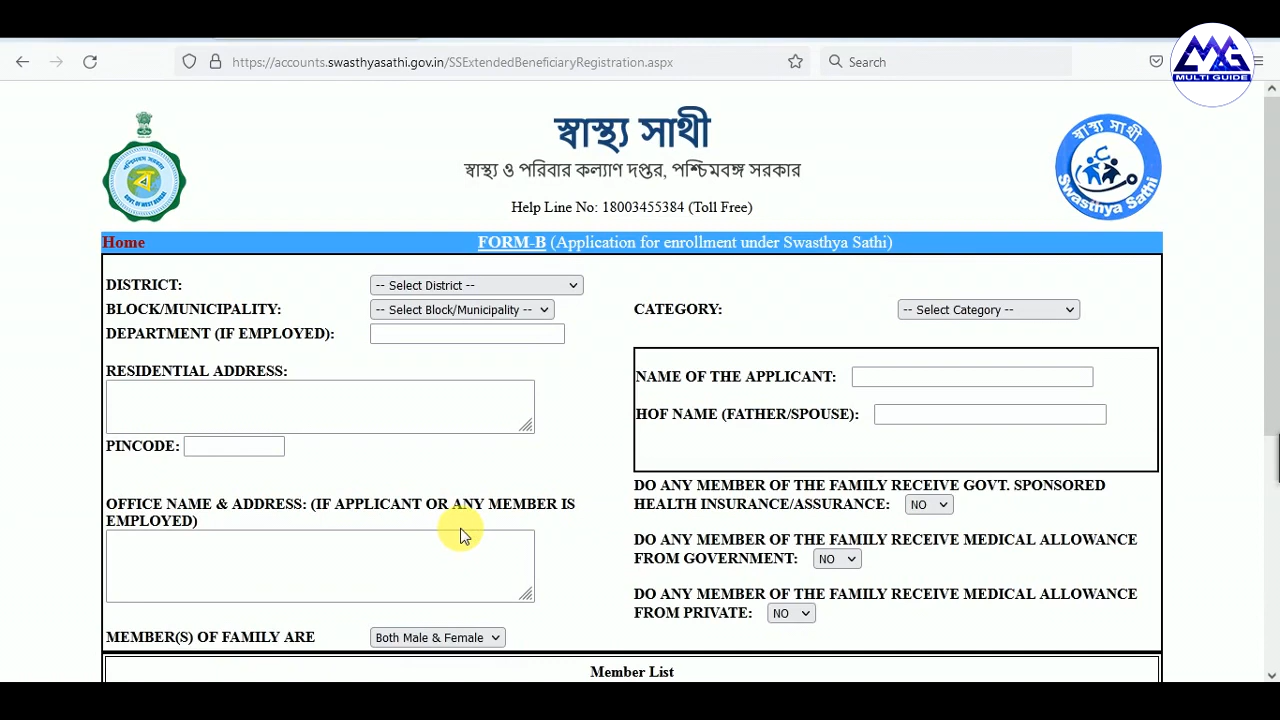 MG
MULTI GUIDE
https://accounts.swasthyasathi.gov.in/SSExter
iciaryRegistration.aspx
Search
স্বাস্থ্য সাথী
স্বাস্থ্য ও পরিবার কল্যাণ দপ্তর, পশ্চিমবঙ্গ সরকার
Help Line No: 18003455384 (Toll Free)
স্বাস্থ্য সাথী
Swasthya Sathi
Home
FORM-B (Application for enrollment under Swasthya Sathi)
DISTRICT: -- Select District --
BLOCK/MUNICIPALITY: -- Select Block/Municipality --
CATEGORY: -- Select Category --
DEPARTMENT (IF EMPLOYED):
RESIDENTIAL ADDRESS:
PINCODE:
NAME OF THE APPLICANT:
HOF NAME (FATHER/SPOUSE):
OFFICE NAME & ADDRESS: (IF APPLICANT OR ANY MEMBER IS
EMPLOYED)
DO ANY MEMBER OF THE FAMILY RECEIVE GOVT. SPONSORED
HEALTH INSURANCE/ASSURANCE: NO
DO ANY MEMBER OF THE FAMILY RECEIVE MEDICAL ALLOWANCE
FROM GOVERNMENT: NO
DO ANY MEMBER OF THE FAMILY RECEIVE MEDICAL ALLOWANCE
FROM PRIVATE: NO
MEMBER(S) OF FAMILY ARE Both Male & Female
Member List